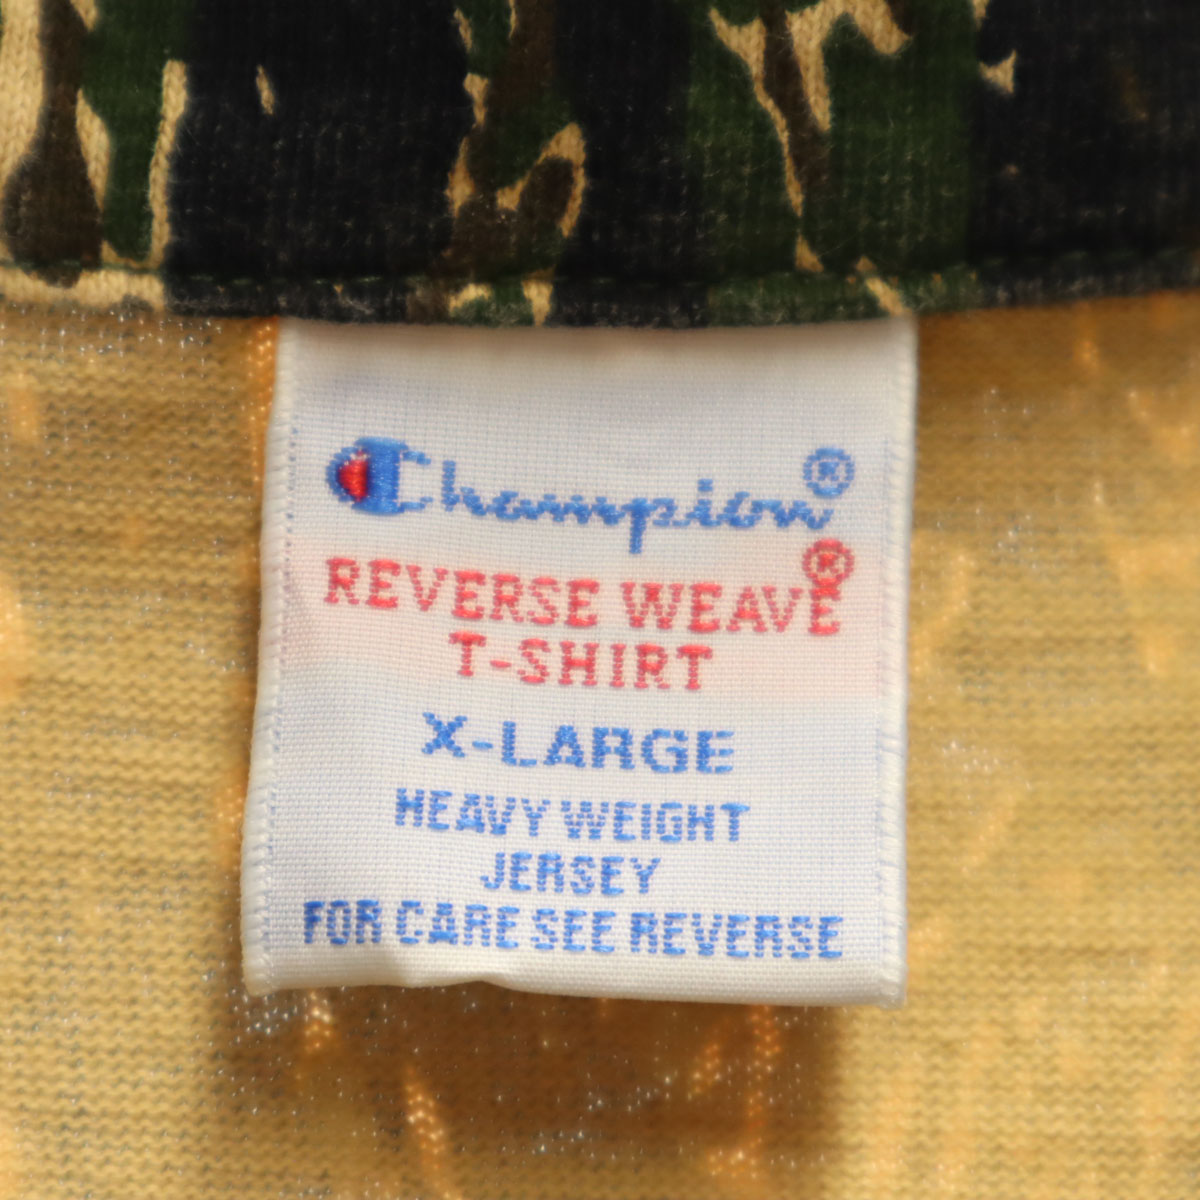 Champion®
REVERSE WEAVE®
T-SHIRT
X-LARGE
HEAVY WEIGHT
JERSEY
FOR CARE SEE REVERSE